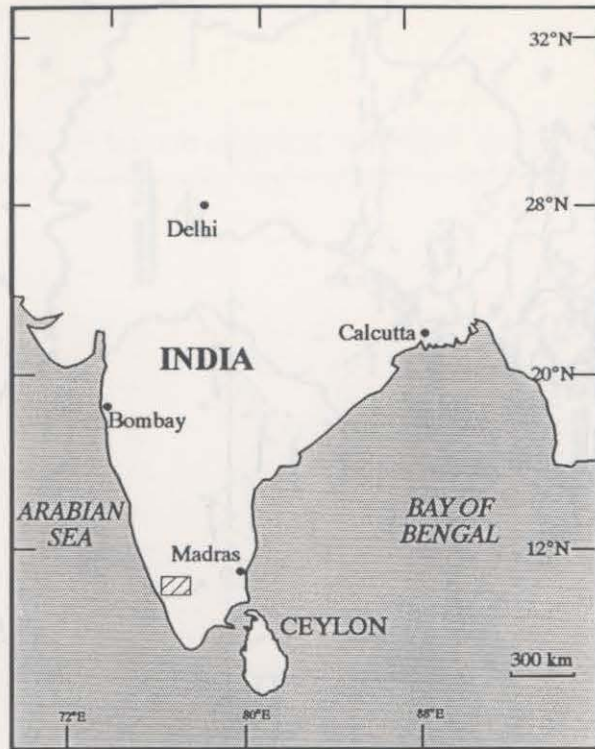 32°N
28°N
Delhi
Calcutta
INDIA
20°N
Bombay
ARABIAN
SEA
BAY OF
BENGAL
Madras
12°N
CEYLON
300 km
72°E
80°E
88°E